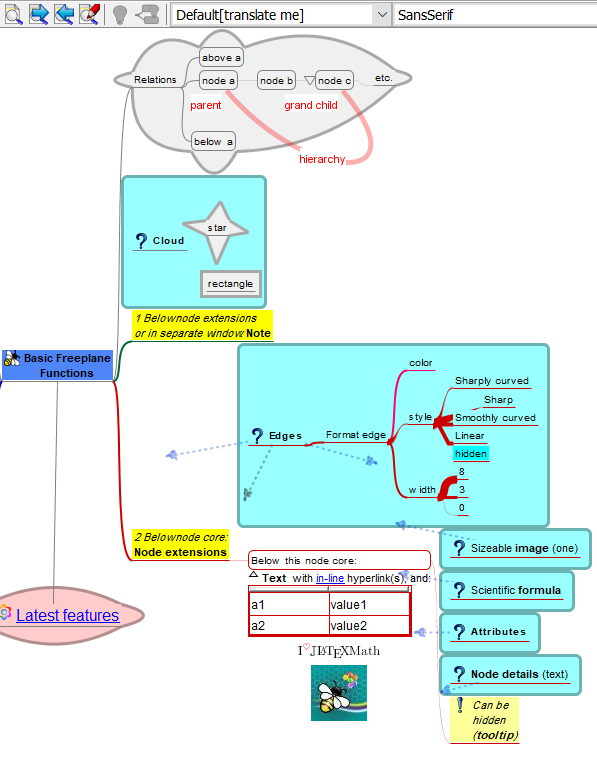 Default[translate me]
SansSerif
above a
Relations
node a
node b
node c
etc.
parent
grand child
below a
hierarchy
star
? Cloud
rectangle
1 Belownode extensions
or in separate window: Note
Basic Freeplane
Functions
color
Sharply curved
Sharp
style
Smoothly curved
? Edges
Format edge
Linear
hidden
8
width
3
0
2 Belownode core:
Node extensions
Below this node core:
Text with in-line hyperlink(s), and
a1 value1
a2 value2
I♡JLATEXMath
? Sizeable image (one)
? Scientific formula
? Attributes
? Node details (text)
! Can be
hidden
(tooltip)
Latest features